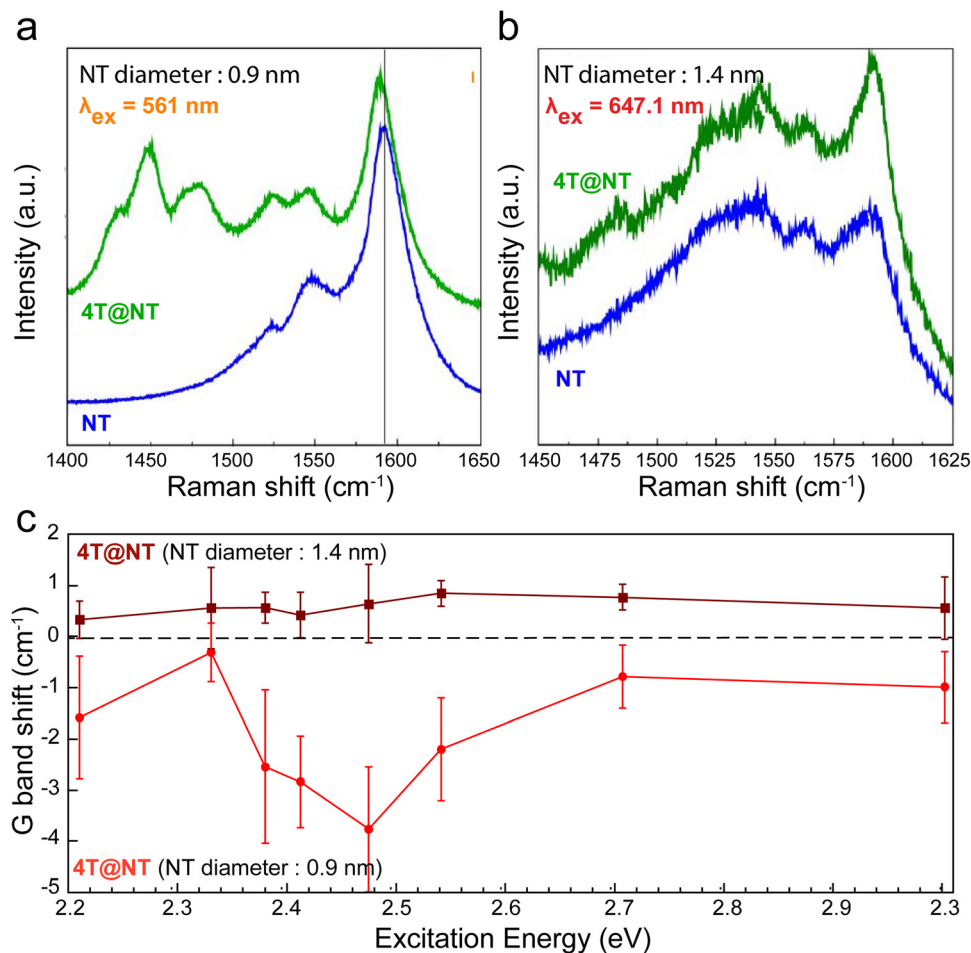 a
NT diameter : 0.9 nm
λex = 561 nm
4T@NT
NT
Intensity (a.u.)
1400 1450 1500 1550 1600 1650
Raman shift (cm-1)
b
NT diameter : 1.4 nm
λex = 647.1 nm
4T@NT
NT
Intensity (a.u.)
1450 1475 1500 1525 1550 1575 1600 1625
Raman shift (cm-1)
c
4T@NT (NT diameter : 1.4 nm)
4T@NT (NT diameter : 0.9 nm)
G band shift (cm-1)
2
1
0
-1
-2
-3
-4
-5
2.2 2.3 2.4 2.5 2.6 2.7 2.8 2.9 2.3
Excitation Energy (eV)